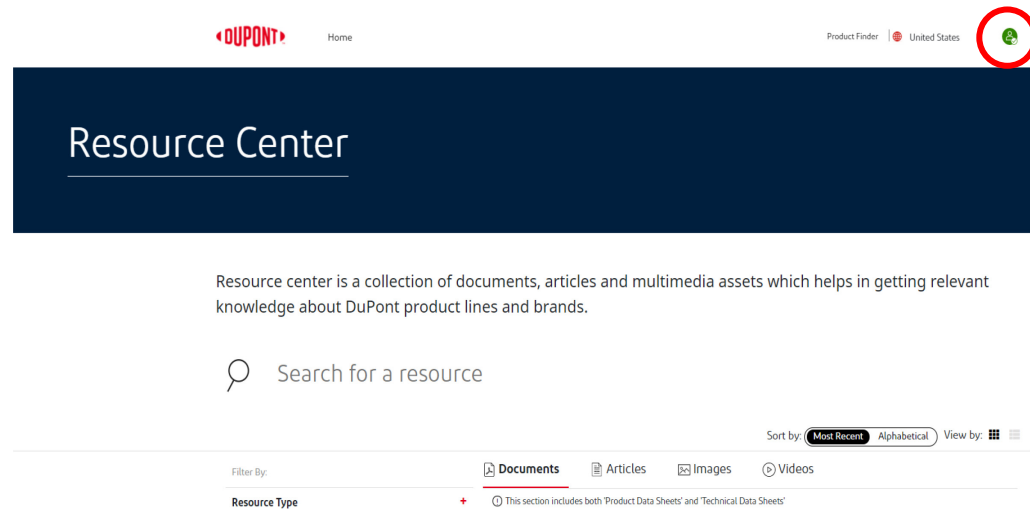 DUPONT
Home
Product Finder
United States
Resource Center
Resource center is a collection of documents, articles and multimedia assets which helps in getting relevant
knowledge about DuPont product lines and brands.
Search for a resource
Sort by: Most Recent Alphabetical View by:
Filter By:
Documents Articles Images Videos
Resource Type +
This section includes both 'Product Data Sheets' and 'Technical Data Sheets'